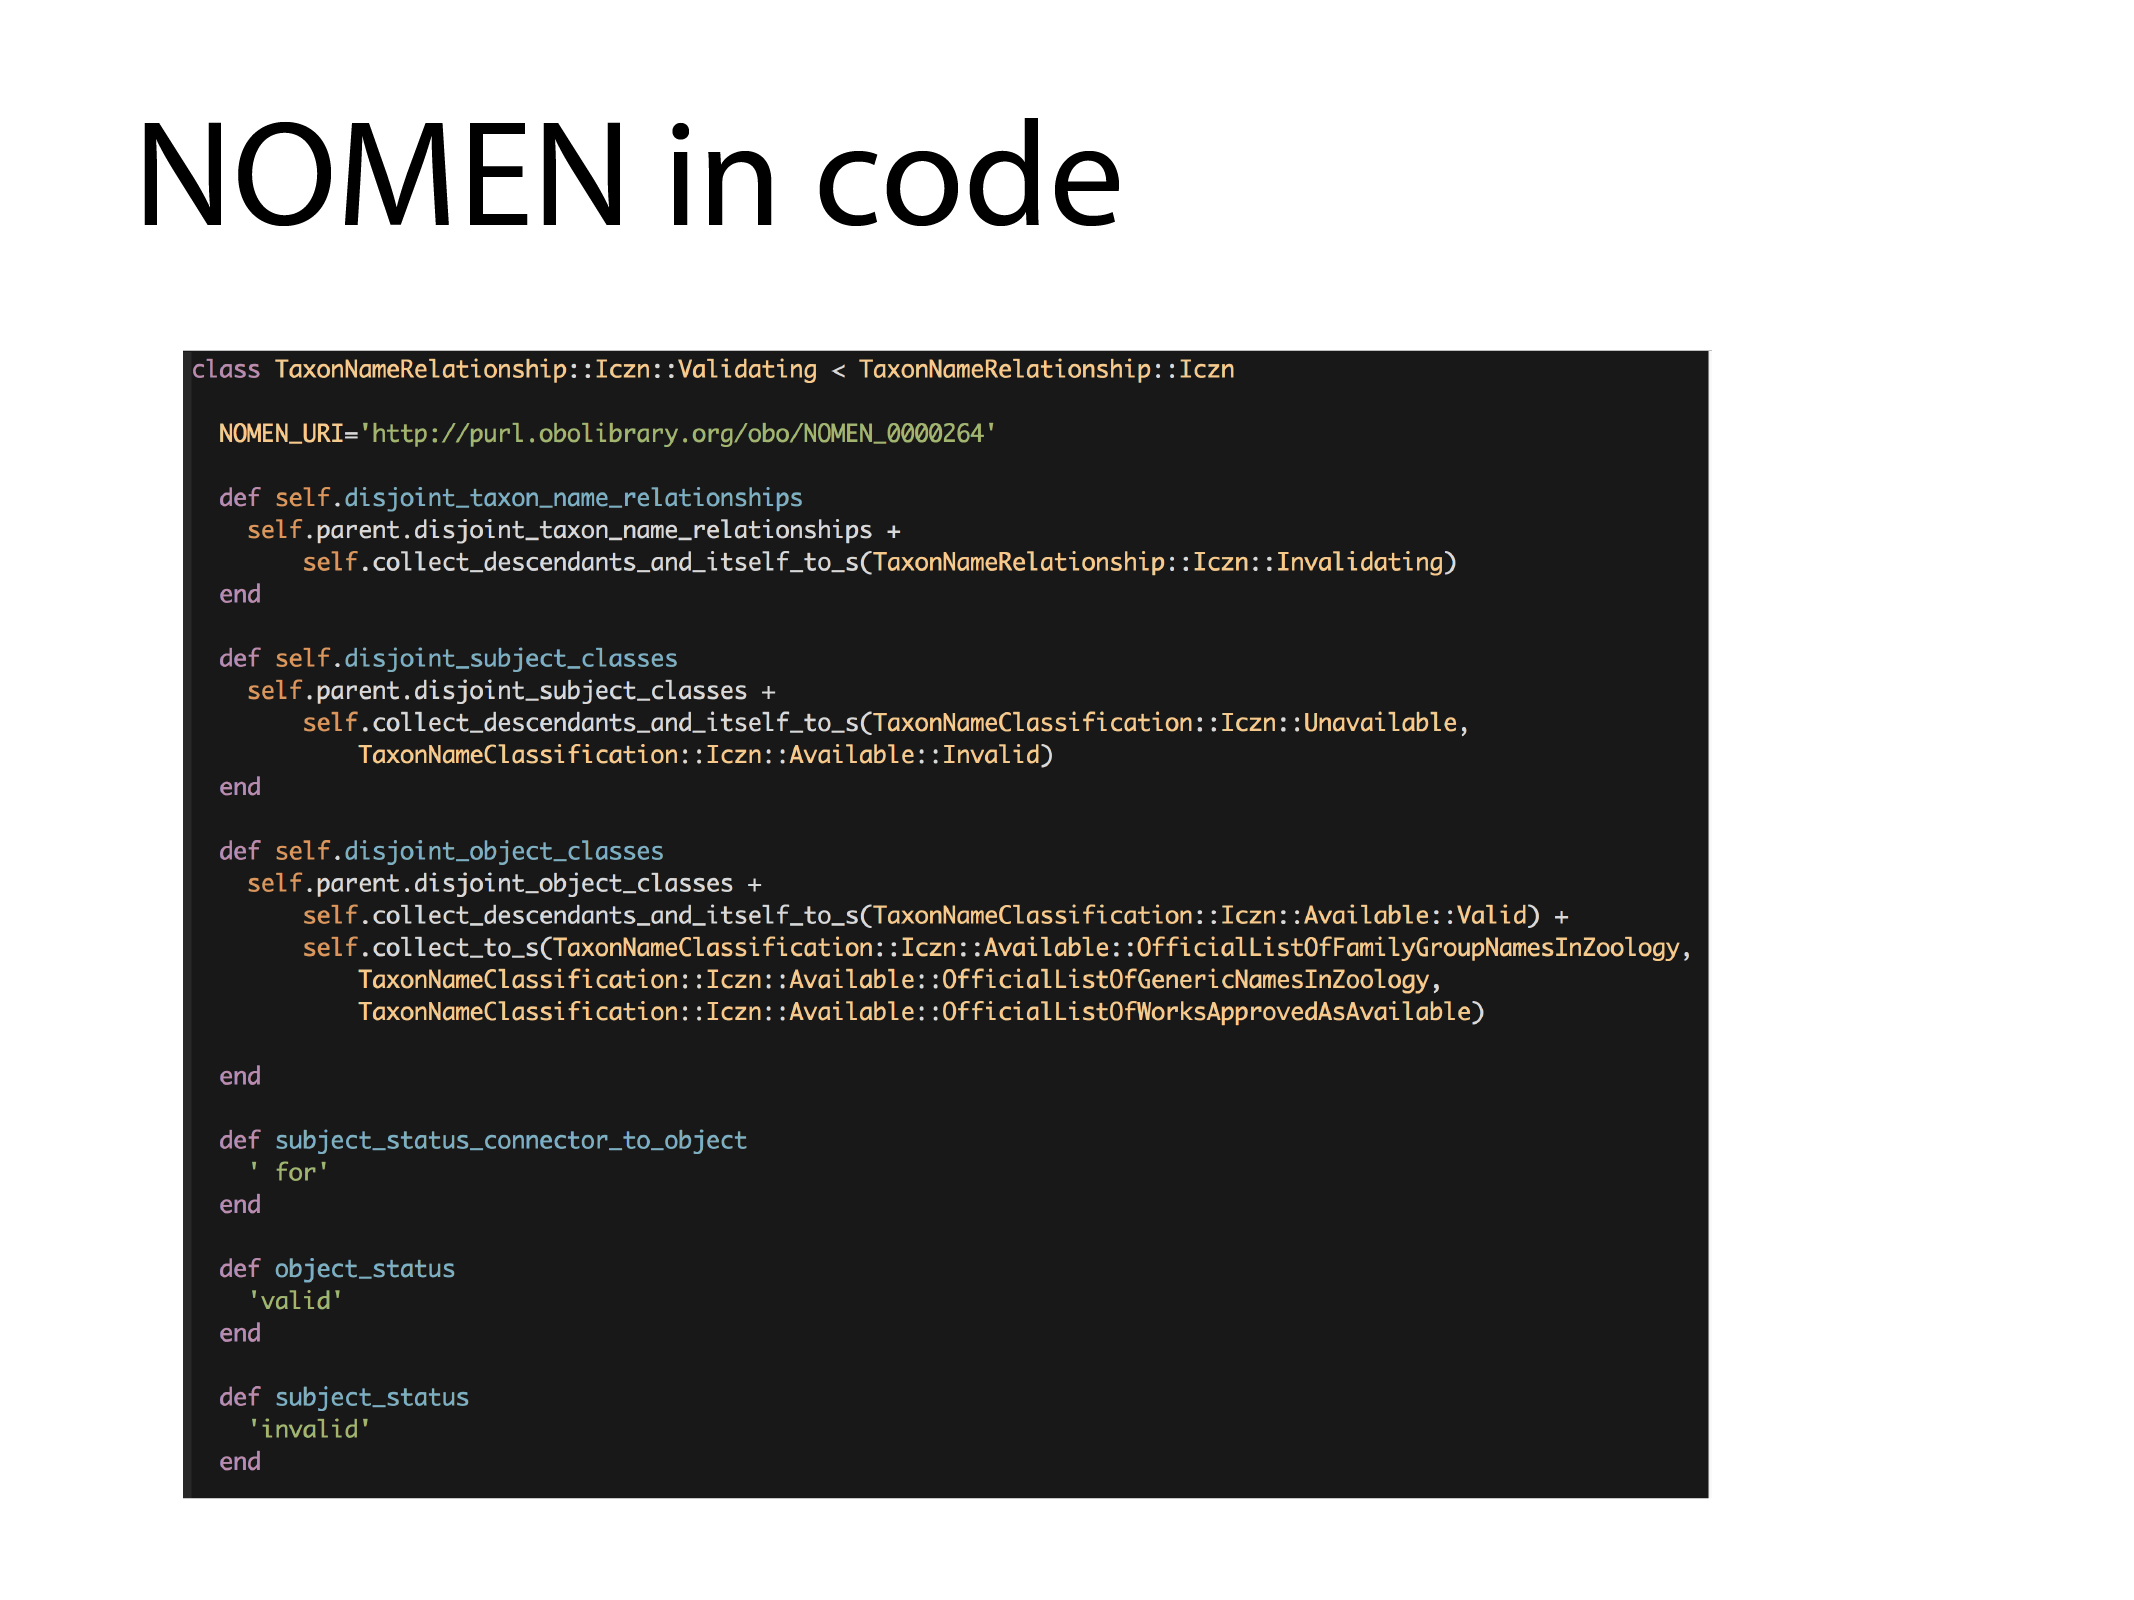 NOMEN in code
class TaxonNameRelationship::Iczn::Validating < TaxonNameRelationship::Iczn
NOMEN_URI='http://purl.obolibrary.org/obo/NOMEN_0000264'
def self.disjoint_taxon_name_relationships
self.parent.disjoint_taxon_name_relationships +
self.collect_descendants_and_itself_to_s(TaxonNameRelationship::Iczn::Invalidating)
end
def self.disjoint_subject_classes
self.parent.disjoint_subject_classes +
self.collect_descendants_and_itself_to_s(TaxonNameClassification::Iczn::Unavailable,
TaxonNameClassification::Iczn::Available::Invalid)
end
def self.disjoint_object_classes
self.parent.disjoint_object_classes +
self.collect_descendants_and_itself_to_s(TaxonNameClassification::Iczn::Available::Valid) +
self.collect_to_s(TaxonNameClassification::Iczn::Available::OfficialListOfFamilyGroupNamesInZoology,
TaxonNameClassification::Iczn::Available::OfficialListOfGenericNamesInZoology,
TaxonNameClassification::Iczn::Available::OfficialListOfWorksApprovedAsAvailable)
end
def subject_status_connector_to_object
' for'
end
def object_status
'valid'
end
def subject_status
'invalid'
end